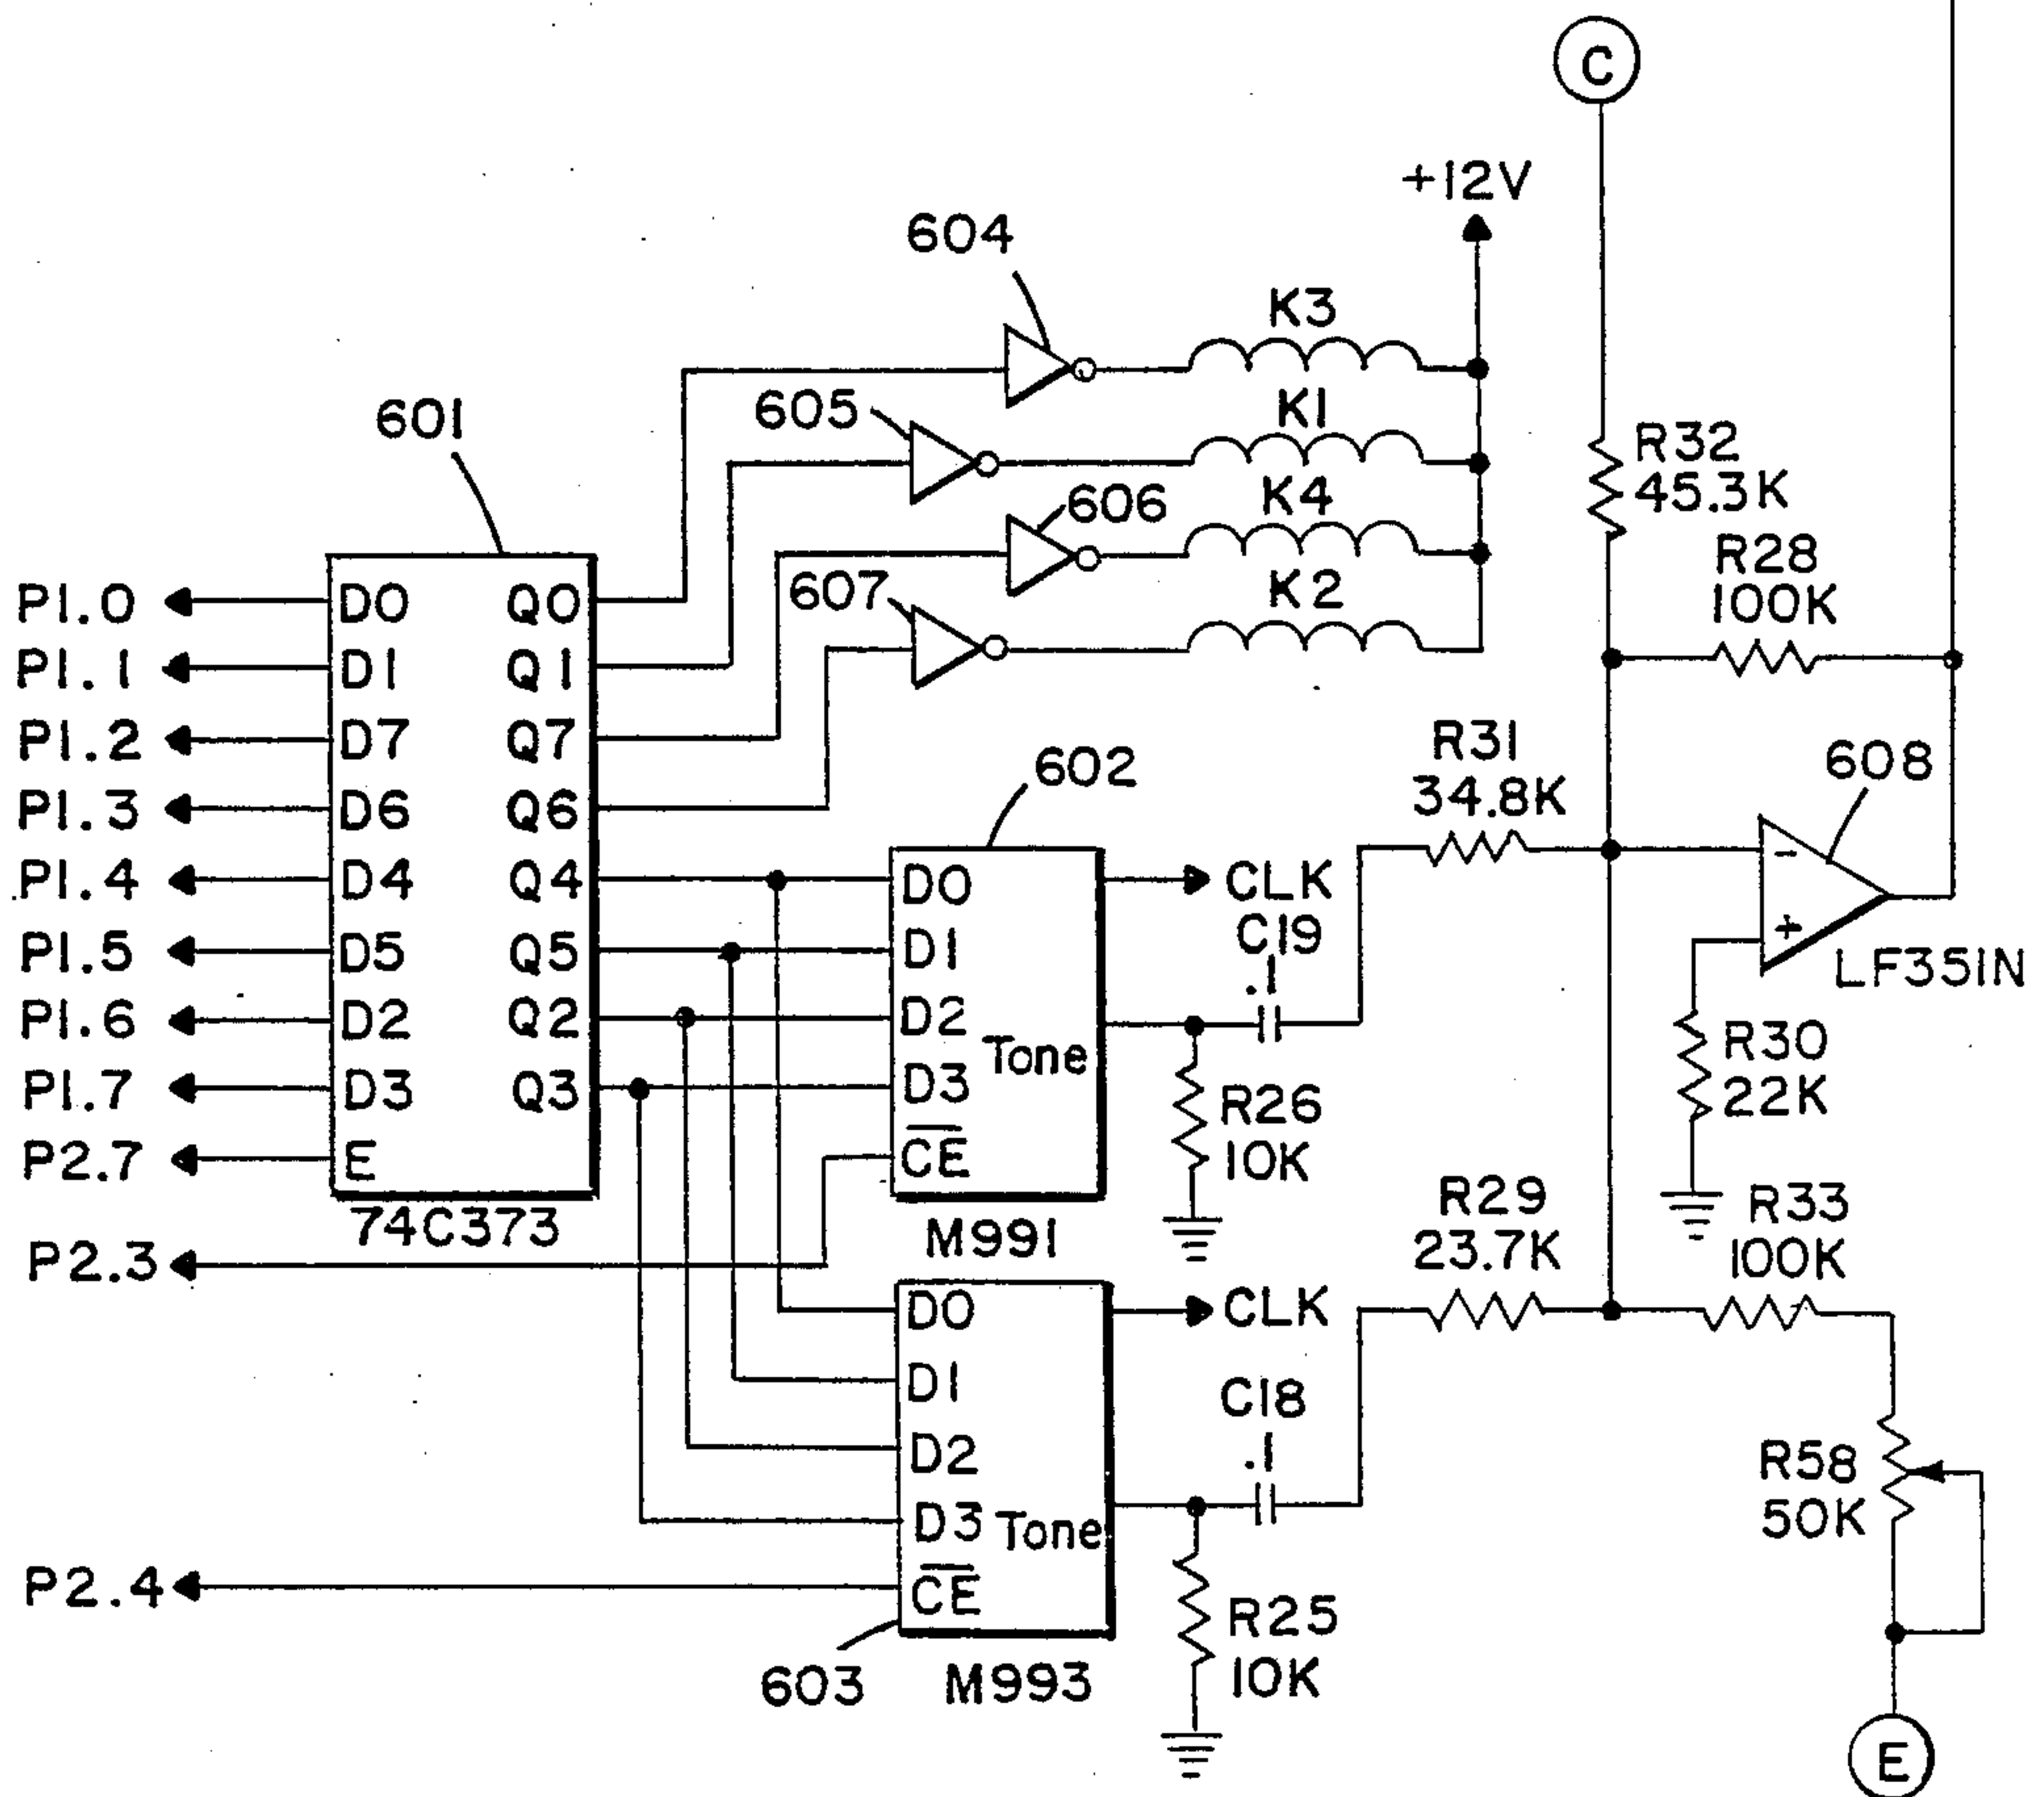 C
+12V
604
K3
605
K1
601
R32
45.3K
K4
606
R28
100K
607
K2
P1.0
D0
Q0
P1.1
D1
Q1
P1.2
D7
Q7
R31
34.8K
602
608
P1.3
D6
Q6
P1.4
D4
Q4
D0
CLK
C19
.1
-
+
P1.5
D5
Q5
D1
LF351N
P1.6
D2
Q2
D2
Tone
R30
22K
P1.7
D3
Q3
D3
R26
10K
P2.7
E
CE
74C373
M991
R29
23.7K
R33
100K
P2.3
D0
CLK
D1
C18
.1
D2
R58
50K
D3
Tone
P2.4
CE
R25
10K
603
M993
E